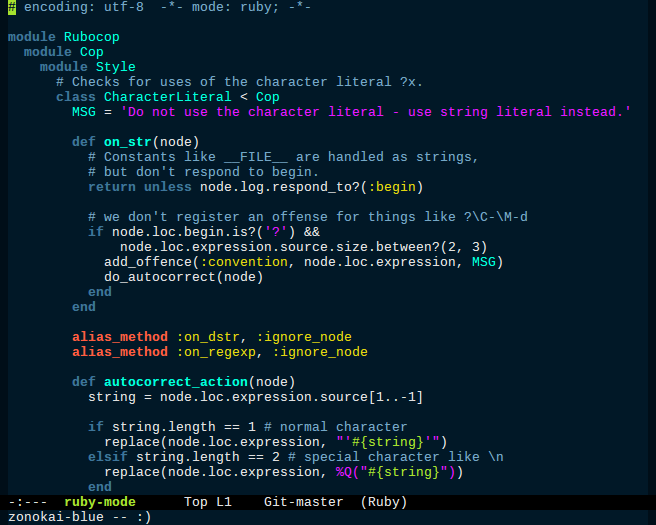 # encoding: utf-8  -*- mode: ruby; -*-
module Rubocop
  module Cop
    module Style
      # Checks for uses of the character literal ?x.
      class CharacterLiteral < Cop
        MSG = 'Do not use the character literal - use string literal instead.'
        def on_str(node)
          # Constants like __FILE__ are handled as strings,
          # but don't respond to begin.
          return unless node.log.respond_to?(:begin)
          # we don't register an offense for things like ?\C-\M-d
          if node.loc.begin.is?('?') &&
              node.loc.expression.source.size.between?(2, 3)
            add_offence(:convention, node.loc.expression, MSG)
            do_autocorrect(node)
          end
        end
        alias_method :on_dstr, :ignore_node
        alias_method :on_regexp, :ignore_node
        def autocorrect_action(node)
          string = node.loc.expression.source[1..-1]
          if string.length == 1 # normal character
            replace(node.loc.expression, "'#{string}'")
          elsif string.length == 2 # special character like \n
            replace(node.loc.expression, %Q("#{string}"))
          end
-:---  ruby-mode      Top L1    Git-master  (Ruby)
zonokai-blue -- :)